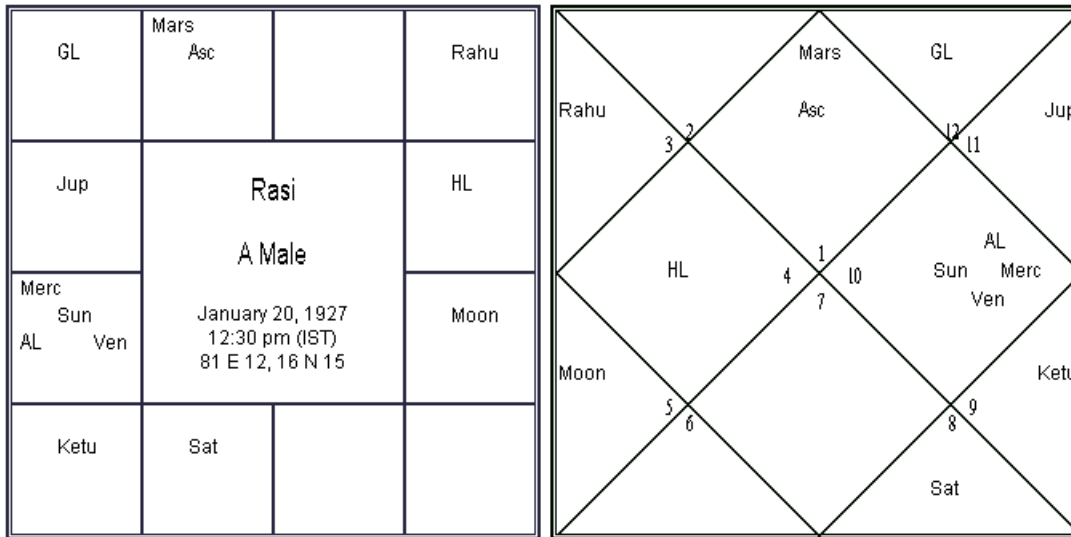 GL
Mars
Asc
Rahu
Jup
Rasi
A Male
January 20, 1927
12:30 pm (IST)
81 E 12, 16 N 15
HL
Merc
Sun
AL Ven
Moon
Ketu
Sat
Mars
GL
Rahu
Asc
Jup
2
3
12
11
AL
HL
1
4
10
7
Sun Merc
Ven
Moon
Ketu
5
6
9
8
Sat